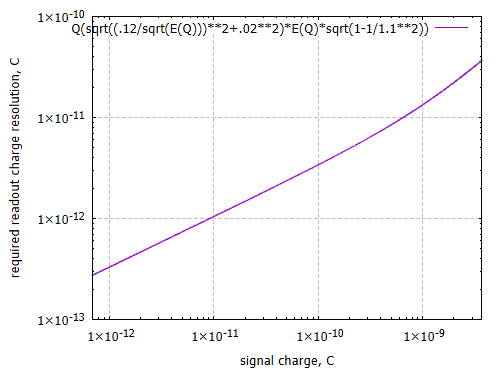 1×10-10
Q(sqrt((.12/sqrt(E(Q)))**2+.02**2)*E(Q)*sqrt(1-1/1.1**2))
1×10-11
required readout charge resolution, C
1×10-12
1×10-13
1×10-12 1×10-11 1×10-10 1×10-9
signal charge, C